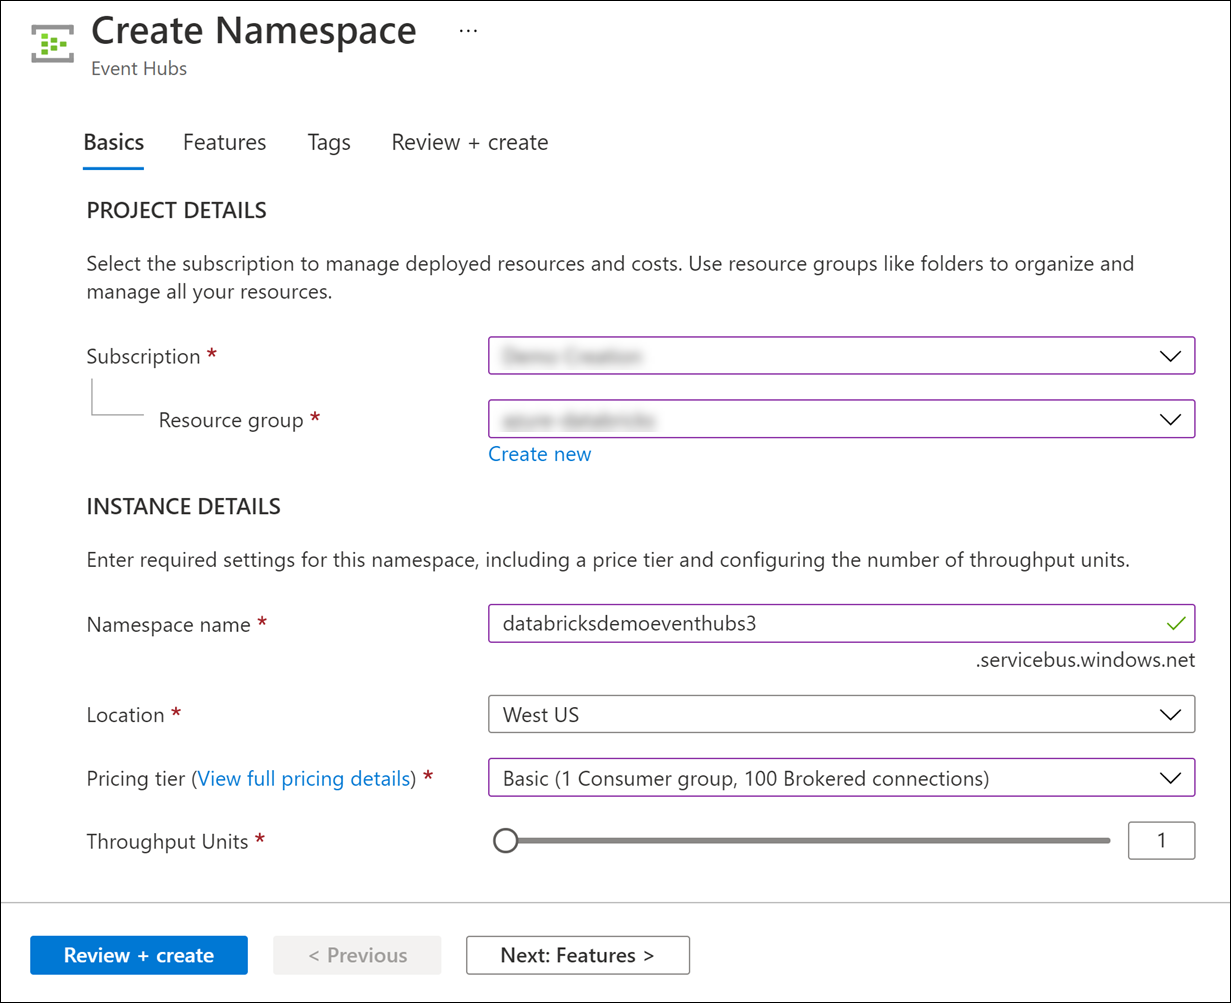 Create Namespace ...
Event Hubs
Basics Features Tags Review + create
PROJECT DETAILS
Select the subscription to manage deployed resources and costs. Use resource groups like folders to organize and
manage all your resources.
Subscription *
Resource group *
Create new
INSTANCE DETAILS
Enter required settings for this namespace, including a price tier and configuring the number of throughput units.
Namespace name * databricksdemoeventhubs3
.servicebus.windows.net
Location * West US
Pricing tier (View full pricing details) * Basic (1 Consumer group, 100 Brokered connections)
Throughput Units * 1
Review + create < Previous Next: Features >